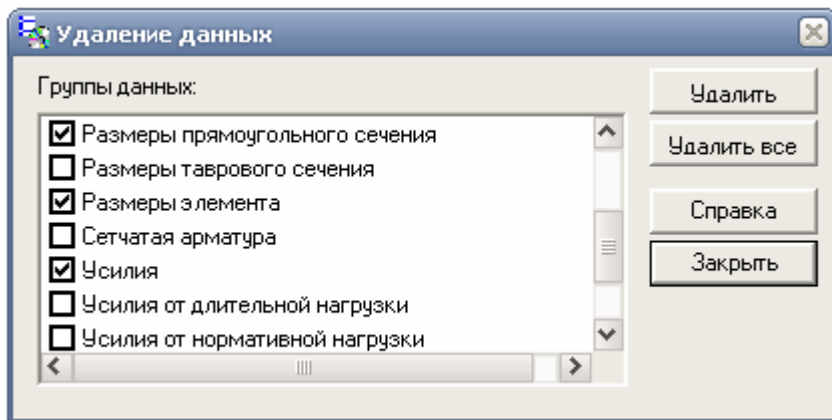 Удаление данных
Группы данных:
Размеры прямоугольного сечения
Размеры таврового сечения
Размеры элемента
Сетчатая арматура
Усилия
Усилия от длительной нагрузки
Усилия от нормативной нагрузки
Удалить
Удалить все
Справка
Закрыть